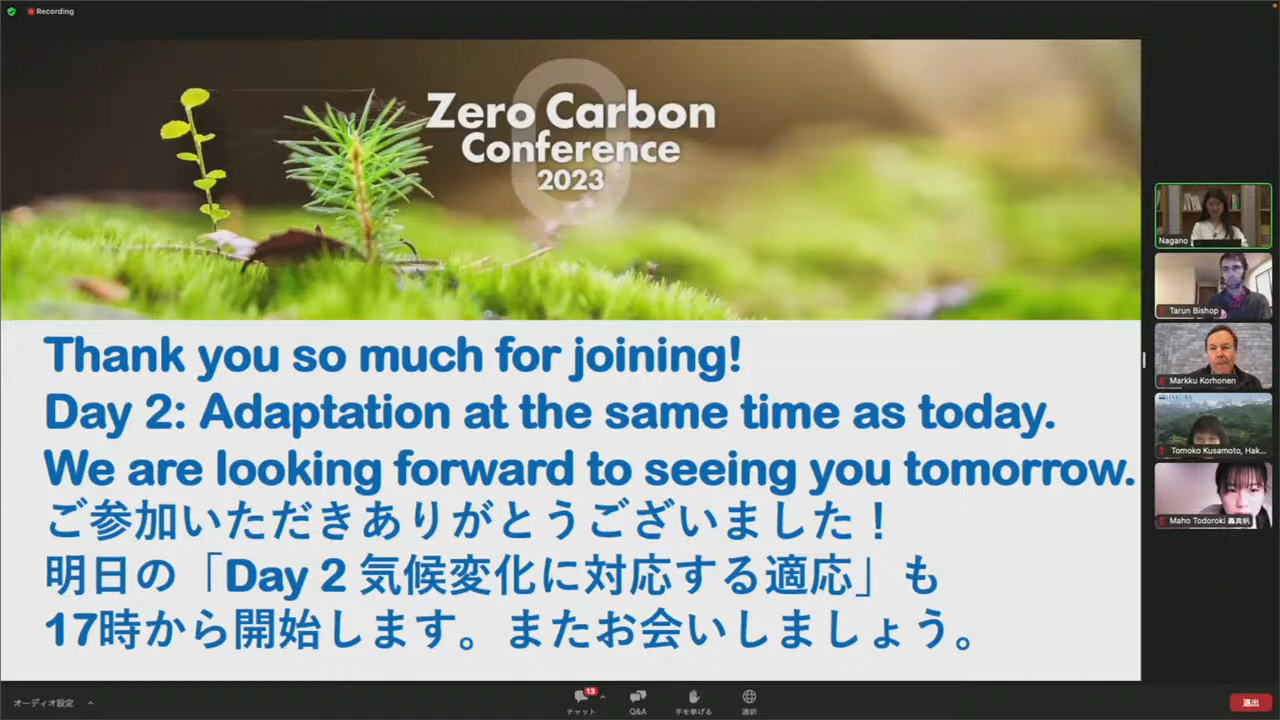 Recording
Zero Carbon
Conference
2023
Thank you so much for joining!
Day 2: Adaptation at the same time as today.
We are looking forward to seeing you tomorrow.
ご参加いただきありがとうございました！
明日の「Day 2 気候変化に対応する適応」も
17時から開始します。またお会いしましょう。
Nagano
Tarun Bishop
Markku Korhonen
Tomoko Kusamoto, Hak...
Maho Todoroki 轟真帆
オーディオ設定
13
チャット
Q&A
手を挙げる
通訳
退出